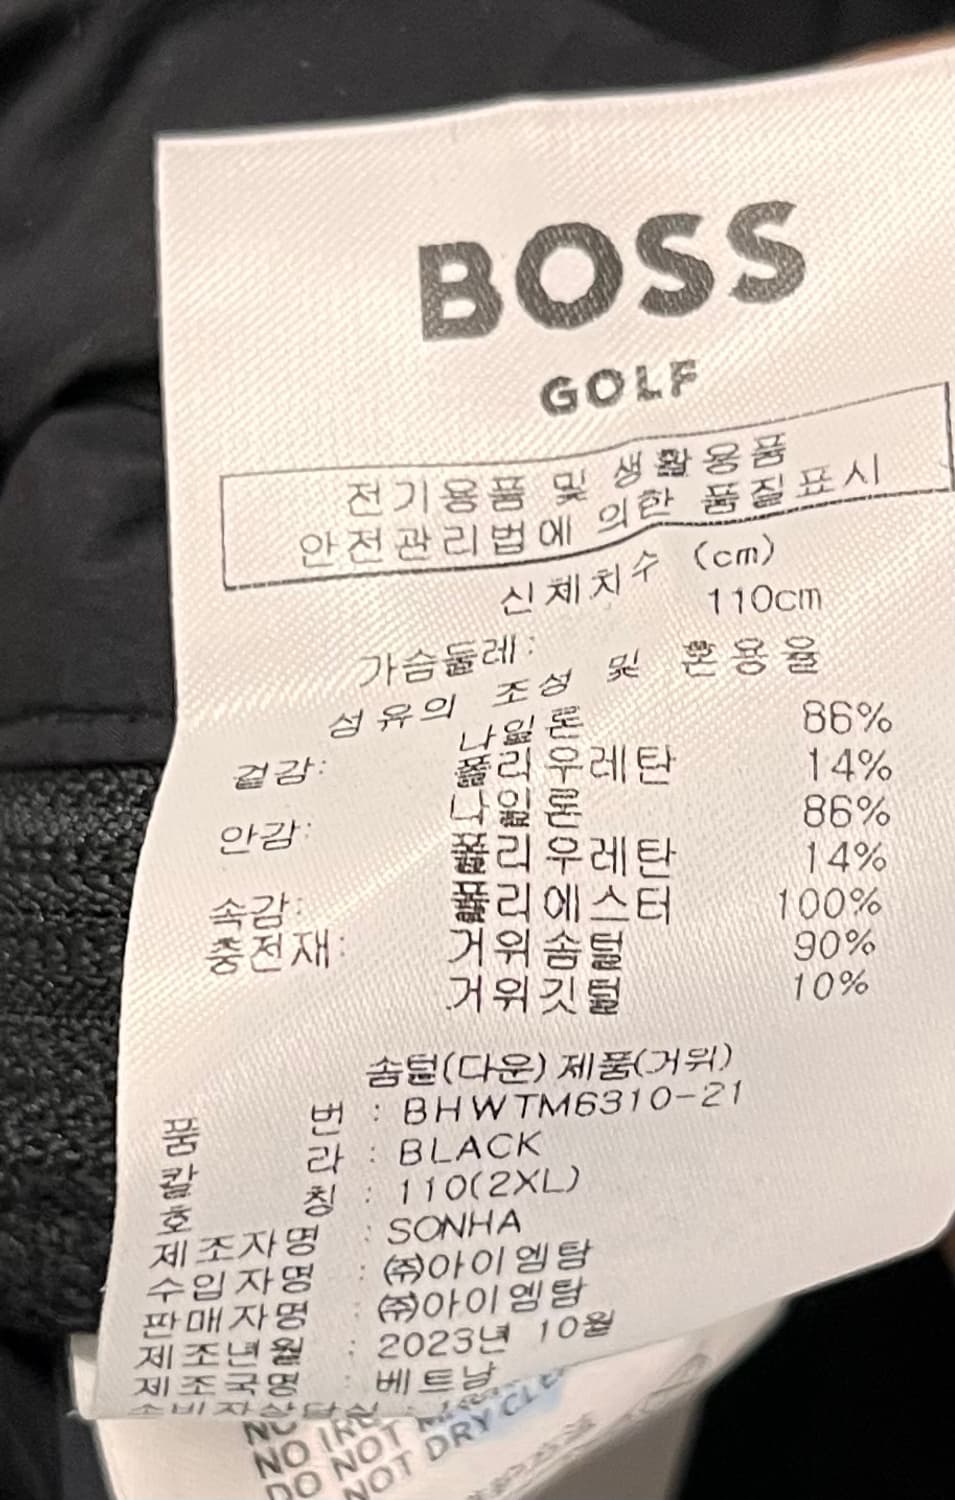 BOSS
GOLF
전기용품 및 생활용품
안전관리법에 의한 품질표시
신체치수 (cm)
가슴둘레: 110cm
섬유의 조성 및 혼용율
겉감: 나일론 86%
폴리우레탄 14%
안감: 나일론 86%
폴리우레탄 14%
속감: 폴리에스터 100%
충전재: 거위솜털 90%
거위깃털 10%
솜털(다운) 제품(거위)
품 번 : BHWTM6310-21
칼 라 : BLACK
호 칭 : 110(2XL)
제조자명 : SONHA
수입자명 : ㈜아이엠탐
판매자명 : ㈜아이엠탐
제조년월 : 2023년 10월
제조국명 : 베트남
소비자상담실 :
NO IRON
DO NOT
NOT DRY CLE